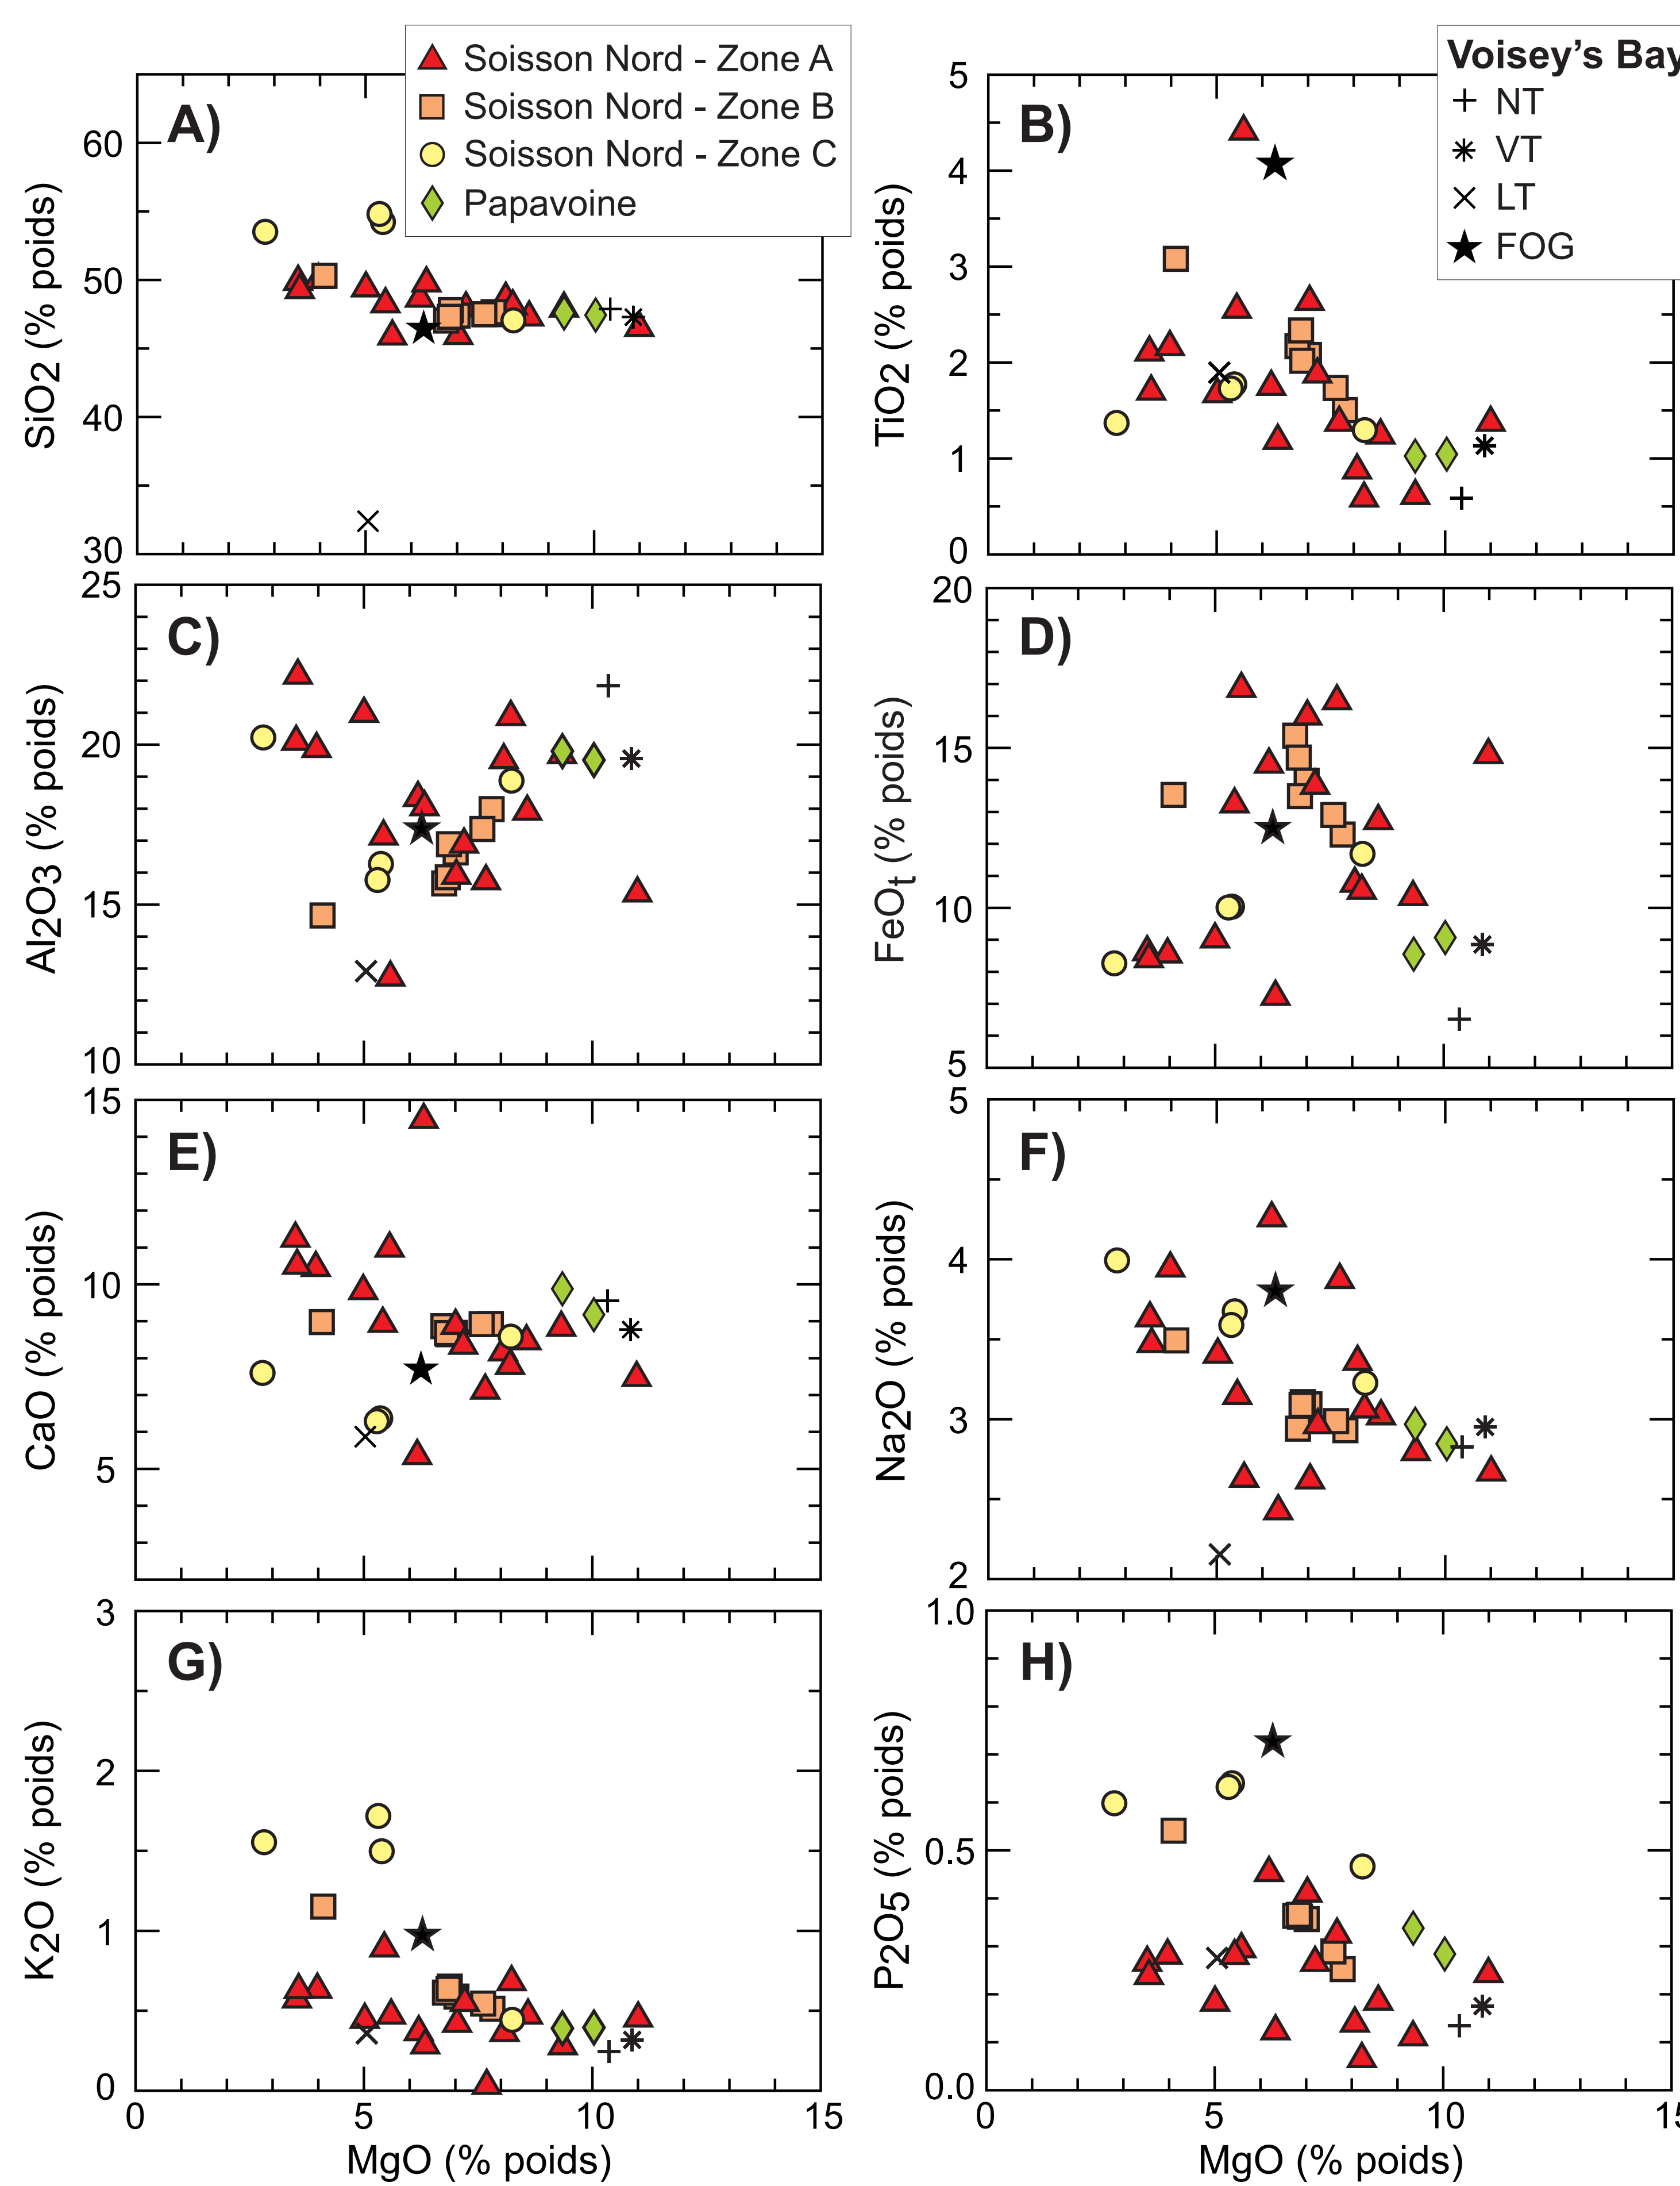 Soisson Nord - Zone A
Soisson Nord - Zone B
Soisson Nord - Zone C
Papavoine
Voisey's Bay
NT
VT
LT
FOG
A)
60
50
40
30
SiO2 (% poids)
B)
5
4
3
2
1
0
TiO2 (% poids)
C)
25
20
15
10
Al2O3 (% poids)
D)
20
15
10
5
FeOt (% poids)
E)
15
10
5
CaO (% poids)
F)
5
4
3
2
Na2O (% poids)
G)
3
2
1
0
K2O (% poids)
0 5 10 15
MgO (% poids)
H)
1.0
0.5
0.0
P2O5 (% poids)
0 5 10 15
MgO (% poids)